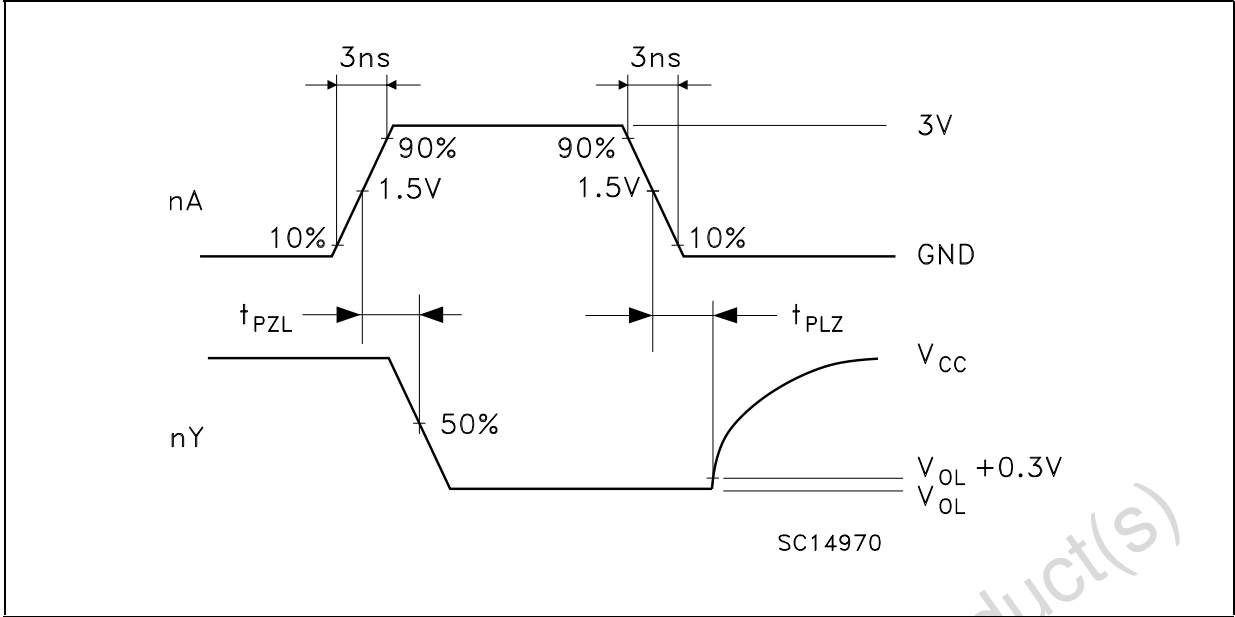 3ns 3ns
3V
90% 90%
1.5V 1.5V
nA
10% 10%
GND
tPZL tPLZ
VCC
50%
nY
VOL +0.3V
VOL
SC14970
duct(s)